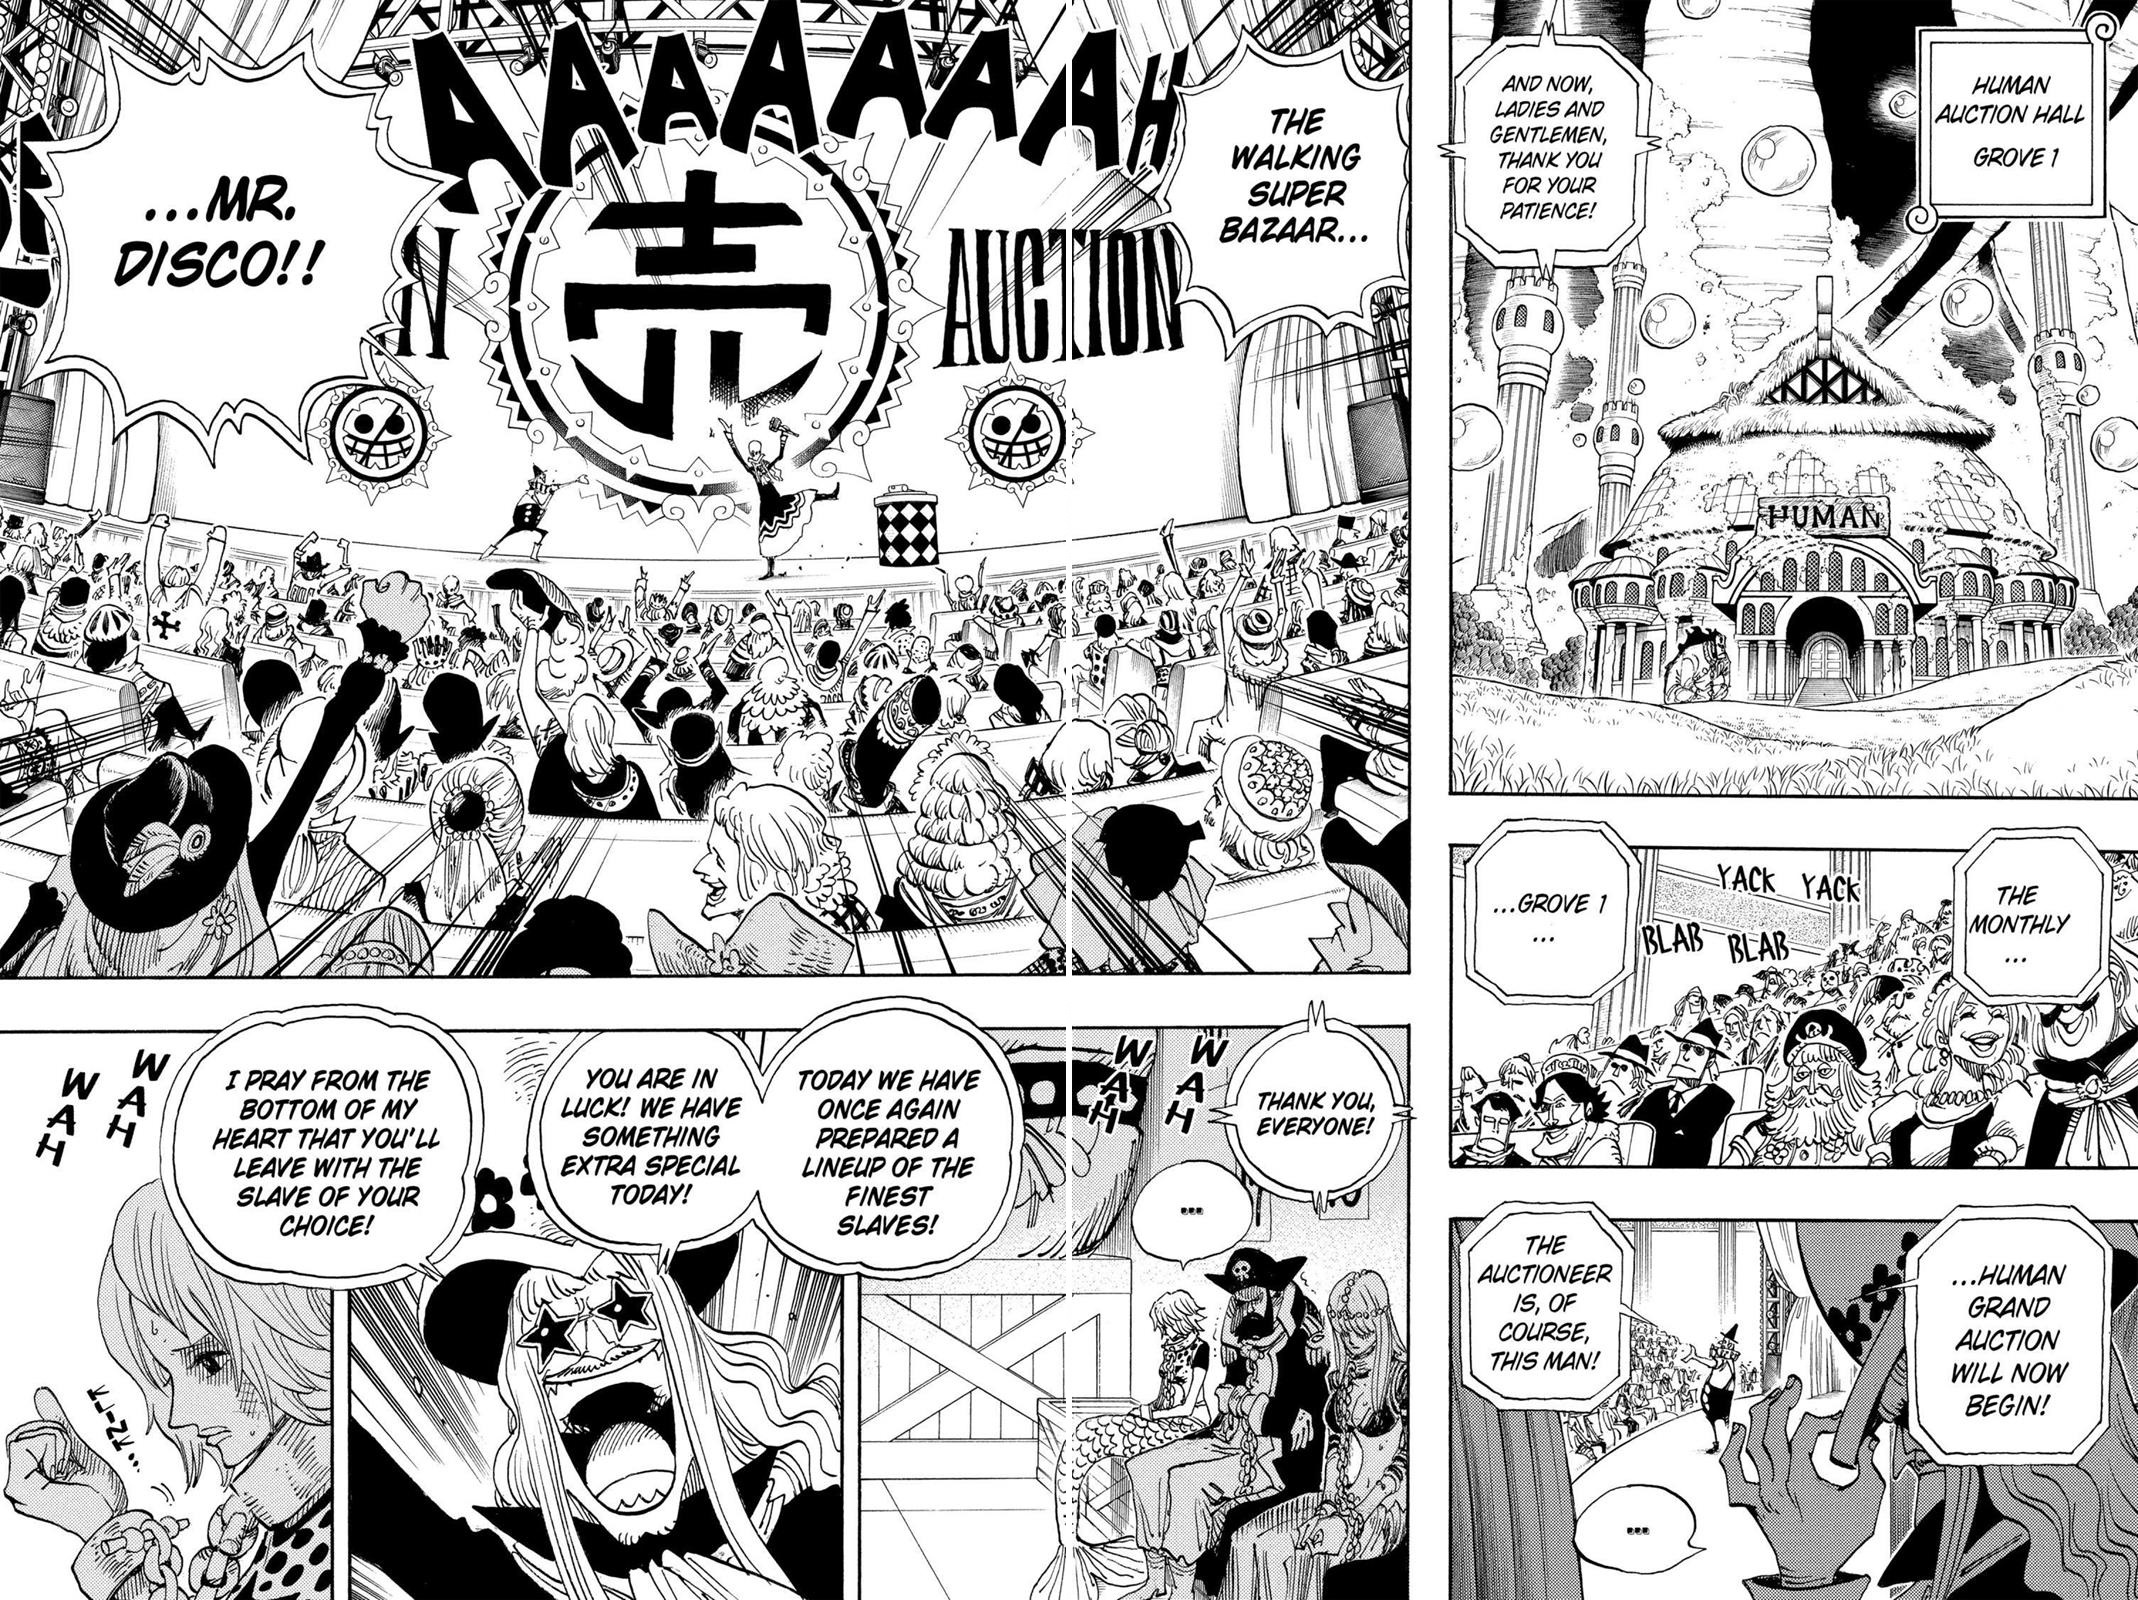 HUMAN
AUCTION HALL
GROVE 1
AND NOW,
LADIES AND
GENTLEMEN,
THANK YOU
FOR YOUR
PATIENCE!
HUMAN
THE
MONTHLY
...
YACK YACK
BLAB BLAB
...GROVE 1
...
...HUMAN
GRAND
AUCTION
WILL NOW
BEGIN!
THE
AUCTIONEER
IS, OF
COURSE,
THIS MAN!
...
THE
WALKING
SUPER
BAZAAR...
AAAAAAAAH
売
N AUCTION
...MR.
DISCO!!
THANK YOU,
EVERYONE!
WAH
WAH
...
TODAY WE HAVE
ONCE AGAIN
PREPARED A
LINEUP OF THE
FINEST
SLAVES!
YOU ARE IN
LUCK! WE HAVE
SOMETHING
EXTRA SPECIAL
TODAY!
I PRAY FROM THE
BOTTOM OF MY
HEART THAT YOU'LL
LEAVE WITH THE
SLAVE OF YOUR
CHOICE!
WAH
WAH